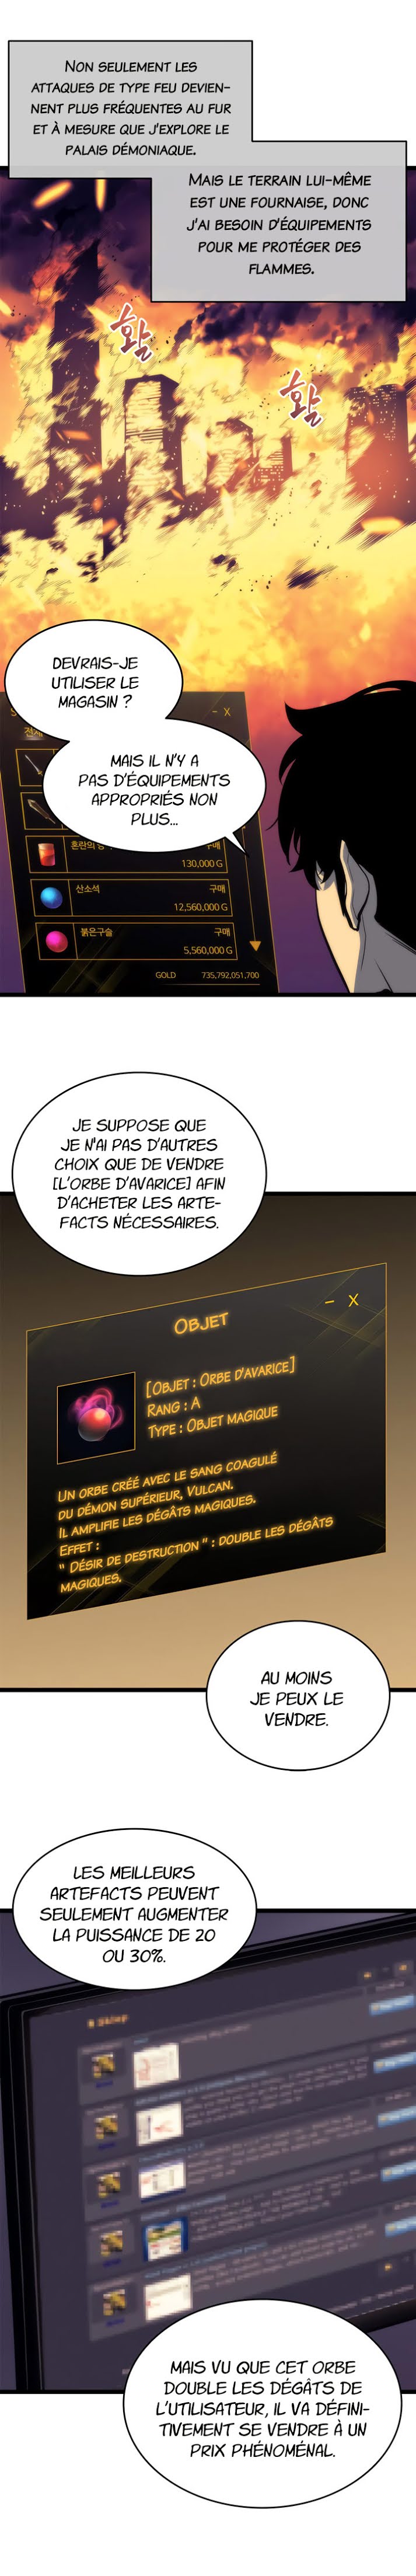 NON SEULEMENT LES
ATTAQUES DE TYPE FEU DEVIEN-
NENT PLUS FRÉQUENTES AU FUR
ET À MESURE QUE J'EXPLORE LE
PALAIS DÉMONIAQUE.
MAIS LE TERRAIN LUI-MÊME
EST UNE FOURNAISE, DONC
J'AI BESOIN D'ÉQUIPEMENTS
POUR ME PROTÉGER DES
FLAMMES.
화
확
DEVRAIS-JE
UTILISER LE
MAGASIN ?
MAIS IL N'Y A
PAS D'ÉQUIPEMENTS
APPROPRIÉS NON
PLUS...
- X
혼란의
구매
130,000 G
산소석
구매
12,560,000 G
붉은구슬
구매
5,560,000 G
GOLD 735,792,051,700
JE SUPPOSE QUE
JE N'AI PAS D'AUTRES
CHOIX QUE DE VENDRE
[L'ORBE D'AVARICE] AFIN
D'ACHETER LES ARTE-
FACTS NÉCESSAIRES.
- X
OBJET
[OBJET : ORBE D'AVARICE]
RANG : A
TYPE : OBJET MAGIQUE
UN ORBE CRÉÉ AVEC LE SANG COAGULÉ
DU DÉMON SUPÉRIEUR, VULCAN.
IL AMPLIFIE LES DÉGÂTS MAGIQUES.
EFFET :
" DÉSIR DE DESTRUCTION " : DOUBLE LES DÉGÂTS
MAGIQUES.
AU MOINS
JE PEUX LE
VENDRE.
LES MEILLEURS
ARTEFACTS PEUVENT
SEULEMENT AUGMENTER
LA PUISSANCE DE 20
OU 30%.
MAIS VU QUE CET ORBE
DOUBLE LES DÉGÂTS DE
L'UTILISATEUR, IL VA DÉFINI-
TIVEMENT SE VENDRE À UN
PRIX PHÉNOMÉNAL.